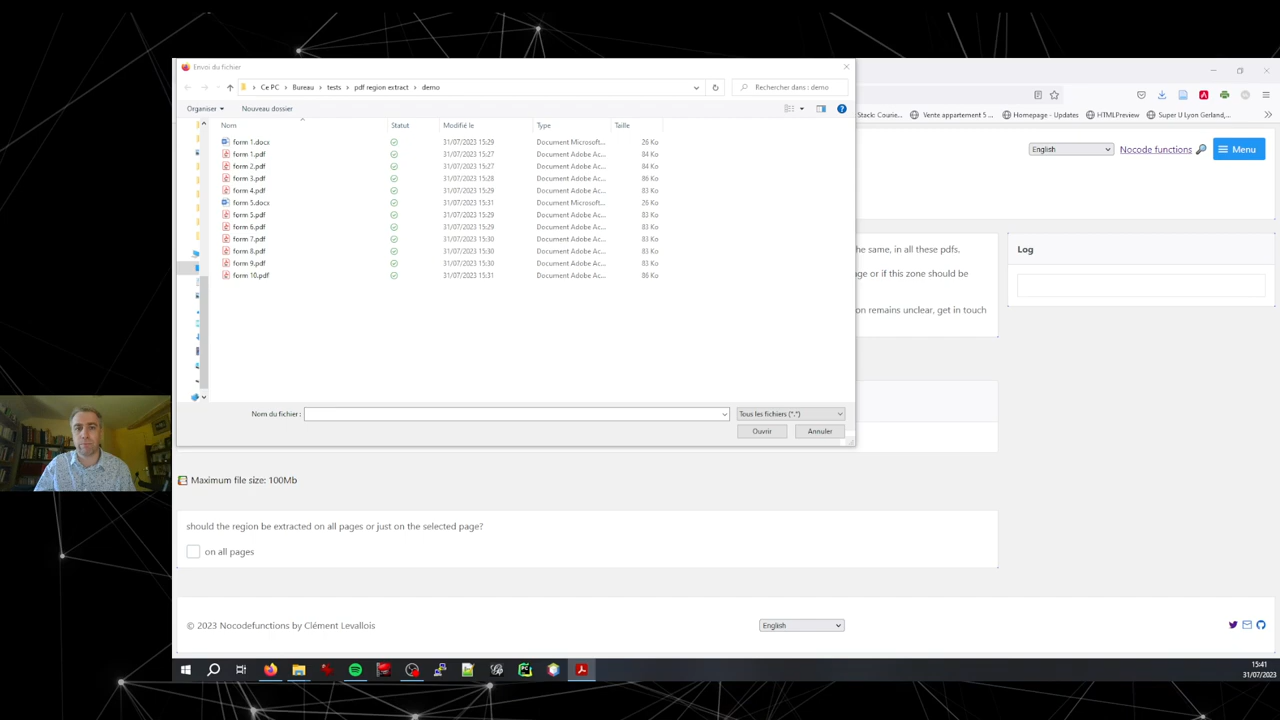 Envoi du fichier
Ce PC > Bureau > tests > pdf region extract > demo
Rechercher dans : demo
Organiser
Nouveau dossier
Nom Statut Modifié le Type Taille
form 1.docx 31/07/2023 15:29 Document Microsoft... 26 Ko
form 1.pdf 31/07/2023 15:27 Document Adobe Ac... 84 Ko
form 2.pdf 31/07/2023 15:27 Document Adobe Ac... 84 Ko
form 3.pdf 31/07/2023 15:28 Document Adobe Ac... 86 Ko
form 4.pdf 31/07/2023 15:29 Document Adobe Ac... 83 Ko
form 5.docx 31/07/2023 15:31 Document Microsoft... 26 Ko
form 5.pdf 31/07/2023 15:29 Document Adobe Ac... 83 Ko
form 6.pdf 31/07/2023 15:29 Document Adobe Ac... 83 Ko
form 7.pdf 31/07/2023 15:30 Document Adobe Ac... 83 Ko
form 8.pdf 31/07/2023 15:30 Document Adobe Ac... 83 Ko
form 9.pdf 31/07/2023 15:30 Document Adobe Ac... 83 Ko
form 10.pdf 31/07/2023 15:31 Document Adobe Ac... 86 Ko
Nom du fichier :
Tous les fichiers (*.*)
Ouvrir
Annuler
Stack: Courie...
Vente appartement 5 ...
Homepage - Updates
HTMLPreview
Super U Lyon Gerland,...
English
Nocode functions
Menu
the same, in all these pdfs.
ge or if this zone should be
on remains unclear, get in touch
Log
Maximum file size: 100Mb
should the region be extracted on all pages or just on the selected page?
on all pages
© 2023 Nocodefunctions by Clément Levallois
English
15:41
31/07/2023